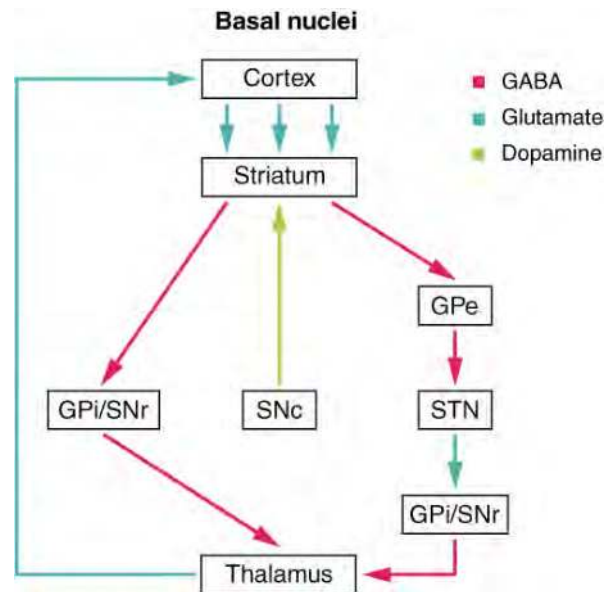 Basal nuclei
Cortex
GABA
Glutamate
Dopamine
Striatum
GPe
GPi/SNr
SNc
STN
GPi/SNr
Thalamus